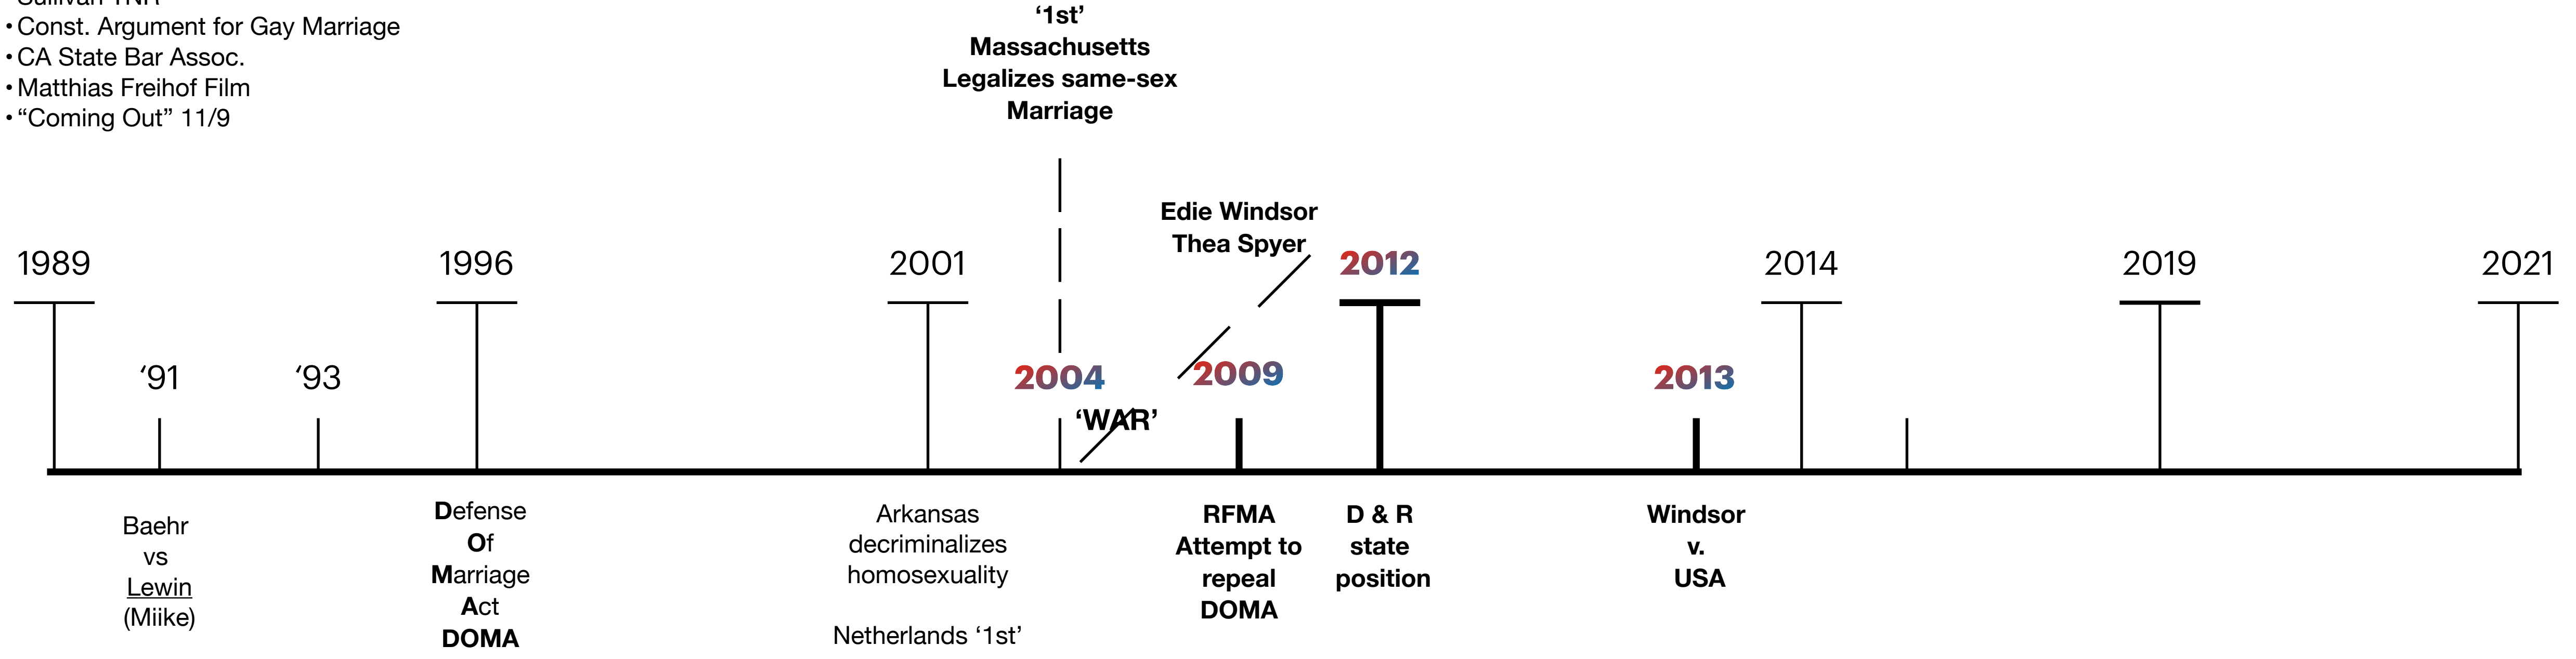 Sullivan TNR
• Const. Argument for Gay Marriage
• CA State Bar Assoc.
• Matthias Freihof Film
• “Coming Out” 11/9
‘1st’
Massachusetts
Legalizes same-sex
Marriage
Edie Windsor
Thea Spyer
1989
1996
2001
2012
2014
2019
2021
‘91
‘93
2004
2009
2013
‘WAR’
Baehr
vs
Lewin
(Miike)
Defense
Of
Marriage
Act
DOMA
Arkansas
decriminalizes
homosexuality
Netherlands ‘1st’
RFMA
Attempt to
repeal
DOMA
D & R
state
position
Windsor
v.
USA